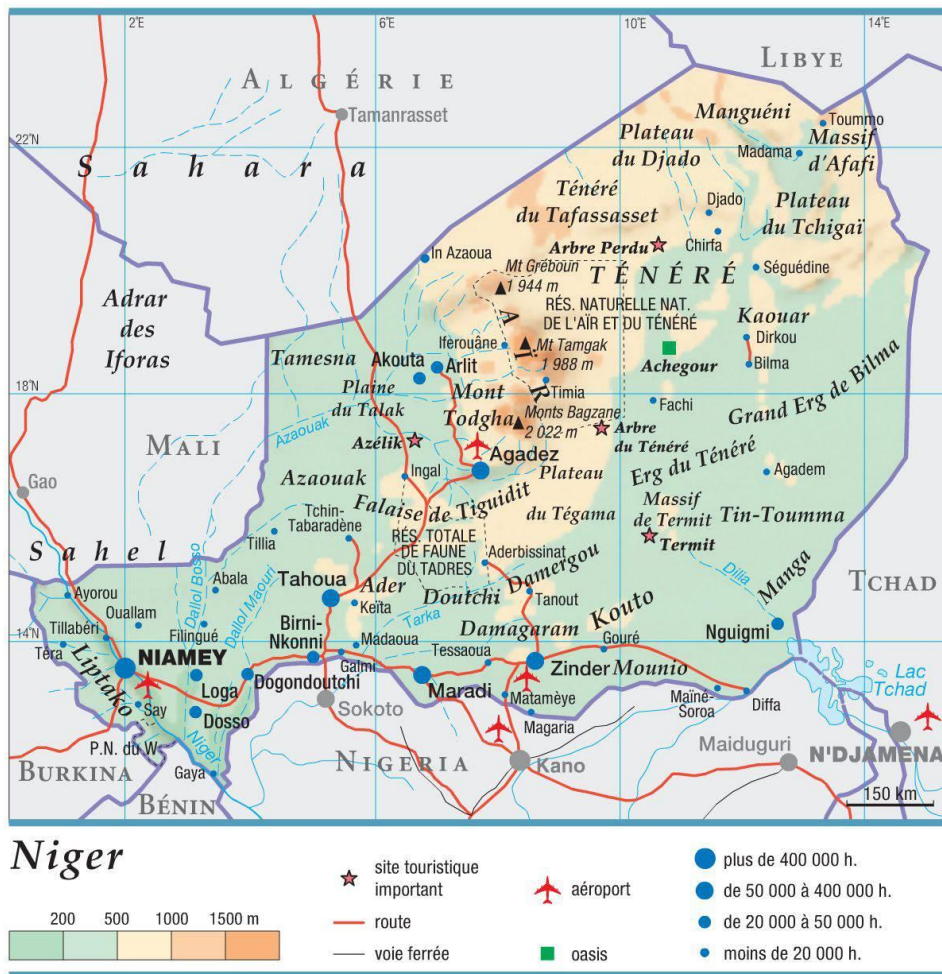 2°E
6°E
10°E
14°E
LIBYE
ALGÉRIE
Tamanrasset
22°N
Sahara
Manguéni
Toummo
Plateau
du Djado
Madama
Massif
d'Afafi
Ténéré
du Tafassasset
Djado
Plateau
du Tchigaï
Chirfa
Arbre Perdu
In Azaoua
Mt Gréboun
1 944 m
TÉNÉRÉ
Séguédine
RÉS. NATURELLE NAT.
DE L'AÏR ET DU TÉNÉRÉ
Adrar
des
Iforas
AÏR
Kaouar
Dirkou
Iferouâne
Mt Tamgak
1 988 m
Tamesna
Akouta
Arlit
Achegour
Bilma
18°N
Plaine
du Talak
Mont
Todgha
Timia
Fachi
Grand Erg de Bilma
Monts Bagzane
2 022 m
Azaouak
MALI
Azélik
Arbre
du Ténéré
Agadez
Erg du Ténéré
Ingal
Plateau
du Tégama
Agadem
Gao
Azaouak
Falaise de Tiguidit
Massif
de Termit
Tin-Toumma
Tchin-
Tabaradène
Termit
Sahel
Tillia
RÉS. TOTALE
DE FAUNE
DU TADRES
Aderbissinat
Dallol Bosso
Dallol Maouri
Abala
Tahoua
Ader
Doutchi
Damergou
Dilia
Manga
TCHAD
Ayorou
Ouallam
Keïta
Tanout
Tarka
Kouto
14°N
Tillabéri
Filingué
Birni-
Nkonni
Madaoua
Damagaram
Nguigmi
Téra
NIAMEY
Galmi
Tessaoua
Gouré
Liptako
Loga
Dogondoutchi
Maradi
Zinder
Mounio
Lac
Tchad
Say
Dosso
Sokoto
Matamèye
Maïné-
Soroa
Diffa
Magaria
P.N. du W.
Niger
NIGERIA
Maiduguri
N'DJAMENA
BURKINA
Gaya
Kano
BÉNIN
150 km
Niger
200 500 1000 1500 m
site touristique
important
route
voie ferrée
aéroport
oasis
plus de 400 000 h.
de 50 000 à 400 000 h.
de 20 000 à 50 000 h.
moins de 20 000 h.